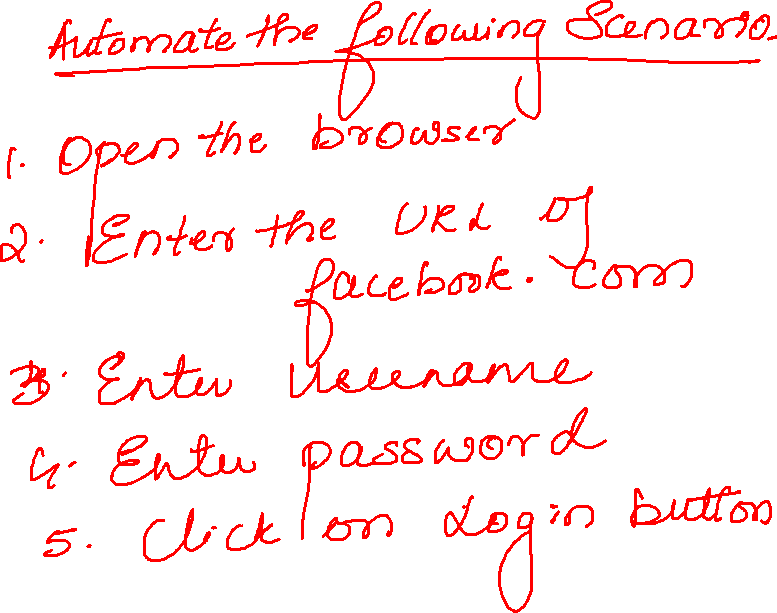 Automate the following Scenario.
1. Open the browser
2. Enter the URL of
facebook.com
3. Enter Username
4. Enter password
5. Click on Login button